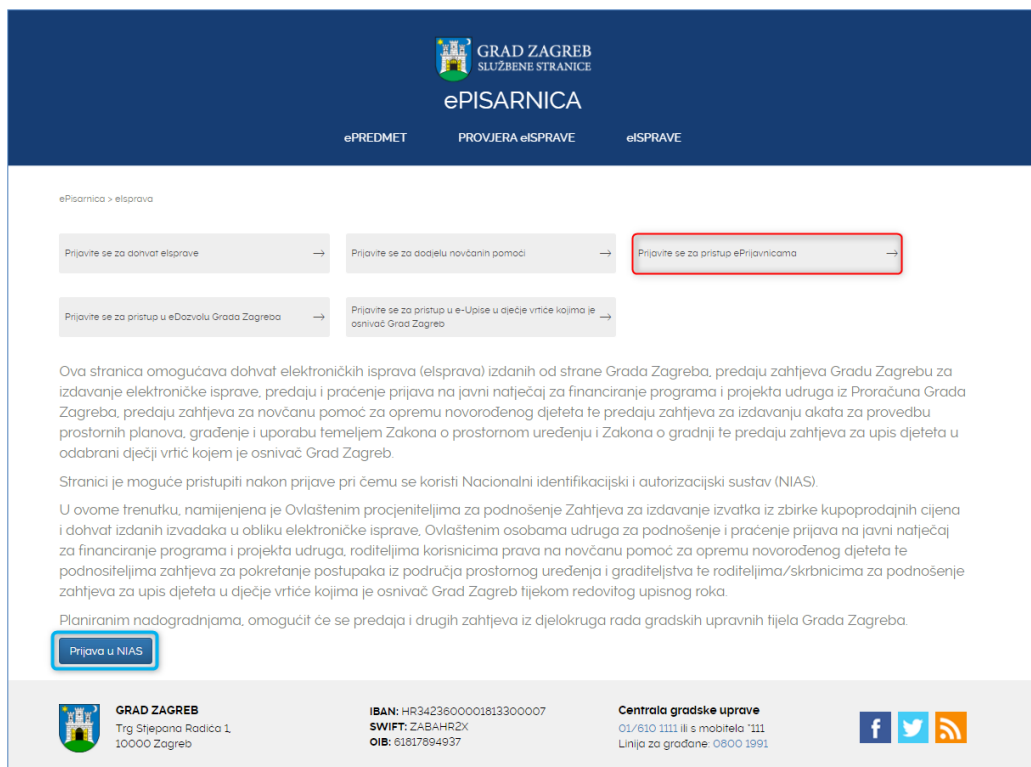 GRAD ZAGREB
SLUŽBENE STRANICE
ePISARNICA
ePREDMET PROVJERA eISPRAVE eISPRAVE
ePisarnica > eIsprava
Prijavite se za dohvat eIsprave → Prijavite se za dodjelu novčanih pomoći → Prijavite se za pristup ePrijavnicama →
Prijavite se za pristup u eDozvolu Grada Zagreba → Prijavite se za pristup u e-Upise u dječje vrtiće kojima je
osnivač Grad Zagreb →
Ova stranica omogućava dohvat elektroničkih isprava (eIsprava) izdanih od strane Grada Zagreba, predaju zahtjeva Gradu Zagrebu za
izdavanje elektroničke isprave, predaju i praćenje prijava na javni natječaj za financiranje programa i projekta udruga iz Proračuna Grada
Zagreba, predaju zahtjeva za novčanu pomoć za opremu novorođenog djeteta te predaju zahtjeva za izdavanju akata za provedbu
prostornih planova, građenje i uporabu temeljem Zakona o prostornom uređenju i Zakona o gradnji te predaju zahtjeva za upis djeteta u
odabrani dječji vrtić kojem je osnivač Grad Zagreb.
Stranici je moguće pristupiti nakon prijave pri čemu se koristi Nacionalni identifikacijski i autorizacijski sustav (NIAS).
U ovome trenutku, namijenjena je Ovlaštenim procjeniteljima za podnošenje Zahtjeva za izdavanje izvatka iz zbirke kupoprodajnih cijena
i dohvat izdanih izvadaka u obliku elektroničke isprave, Ovlaštenim osobama udruga za podnošenje i praćenje prijava na javni natječaj
za financiranje programa i projekta udruga, roditeljima korisnicima prava na novčanu pomoć za opremu novorođenog djeteta te
podnositeljima zahtjeva za pokretanje postupaka iz područja prostornog uređenja i graditeljstva te roditeljima/skrbnicima za podnošenje
zahtjeva za upis djeteta u dječje vrtiće kojima je osnivač Grad Zagreb tijekom redovitog upisnog roka.
Planiranim nadogradnjama, omogućit će se predaja i drugih zahtjeva iz djelokruga rada gradskih upravnih tijela Grada Zagreba.
Prijava u NIAS
GRAD ZAGREB
Trg Stjepana Radića 1,
10000 Zagreb
IBAN: HR3423600001813300007
SWIFT: ZABAHR2X
OIB: 61817894937
Centrala gradske uprave
01/610 1111 ili s mobitela *111
Linija za građane: 0800 1991